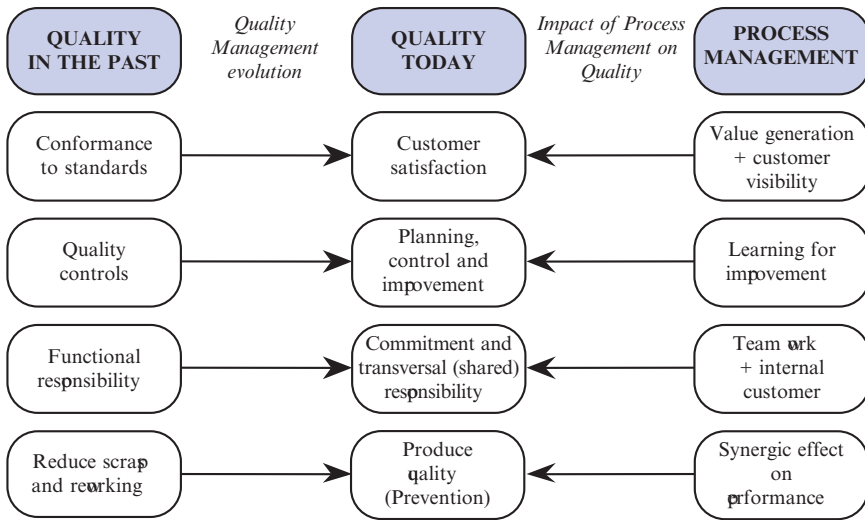 QUALITY
IN THE PAST
Quality
Management
evolution
QUALITY
TODAY
Impact of Process
Management on
Quality
PROCESS
MANAGEMENT
Conformance
to standards
Customer
satisfaction
Value generation
+ customer
visibility
Quality
controls
Planning,
control and
improvement
Learning for
improvement
Functional
responsibility
Commitment and
transversal (shared)
responsibility
Team work
+ internal
customer
Reduce scraps
and reworking
Produce
quality
(Prevention)
Synergic effect
on
performance